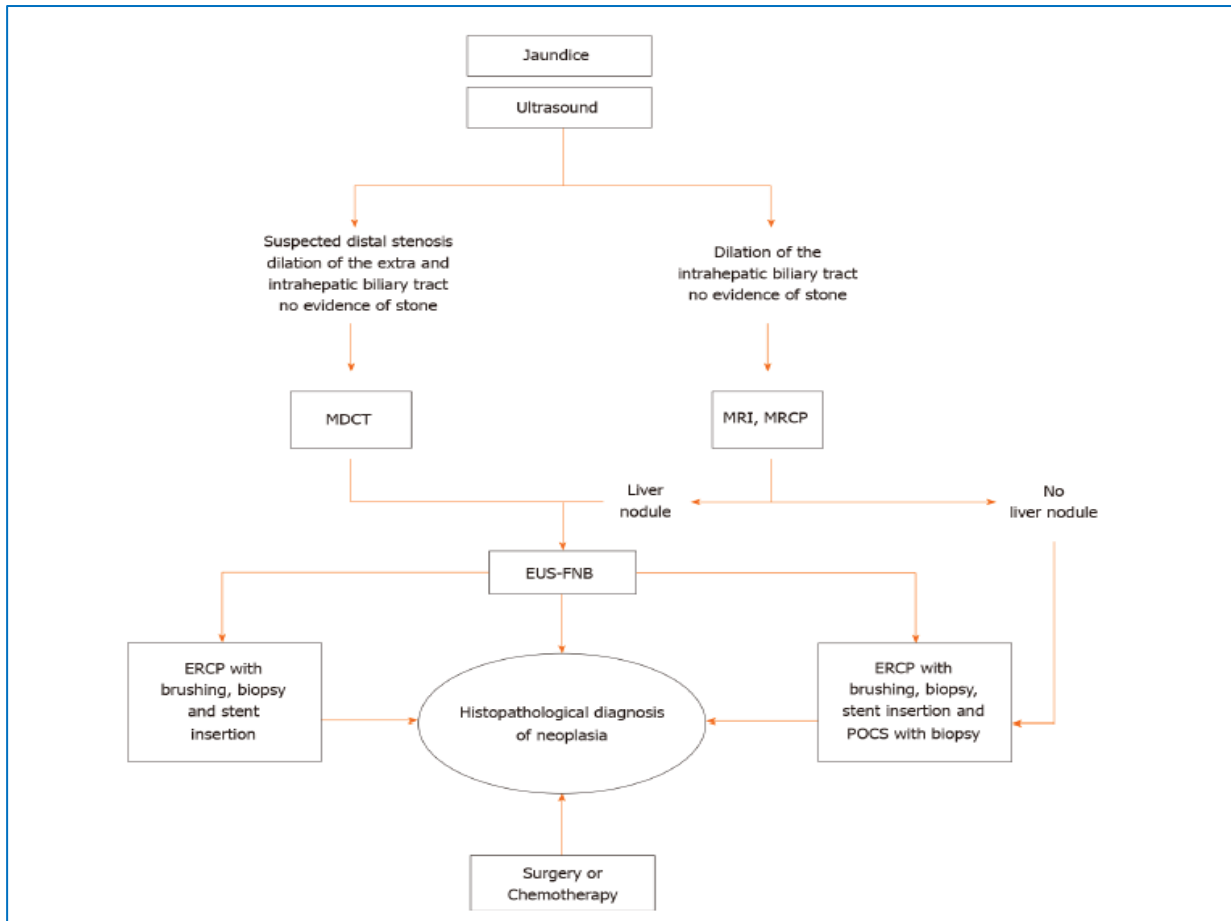 Jaundice
Ultrasound
Suspected distal stenosis
dilation of the extra and
intrahepatic biliary tract
no evidence of stone
Dilation of the
intrahepatic biliary tract
no evidence of stone
MDCT
MRI, MRCP
Liver
nodule
No
liver nodule
EUS-FNB
ERCP with
brushing, biopsy
and stent
insertion
Histopathological diagnosis
of neoplasia
ERCP with
brushing, biopsy,
stent insertion and
POCS with biopsy
Surgery or
Chemotherapy